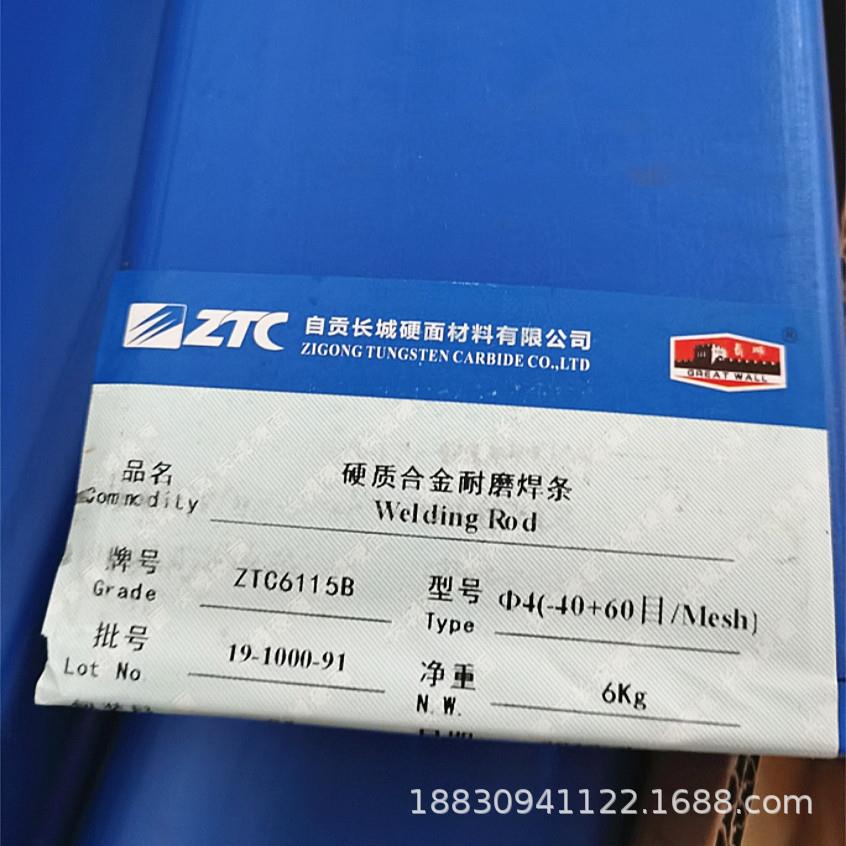 ZTC 自贡长城硬面材料有限公司
ZIGONG TUNGSTEN CARBIDE CO.,LTD
長城
GREAT WALL
®
品名
Commodity
硬质合金耐磨焊条
Welding Rod
牌号
Grade
ZTC6115B
型号
Type
Φ4(-40+60目/Mesh)
批号
Lot No
19-1000-91
净重
N.W.
6Kg
18830941122.1688.com